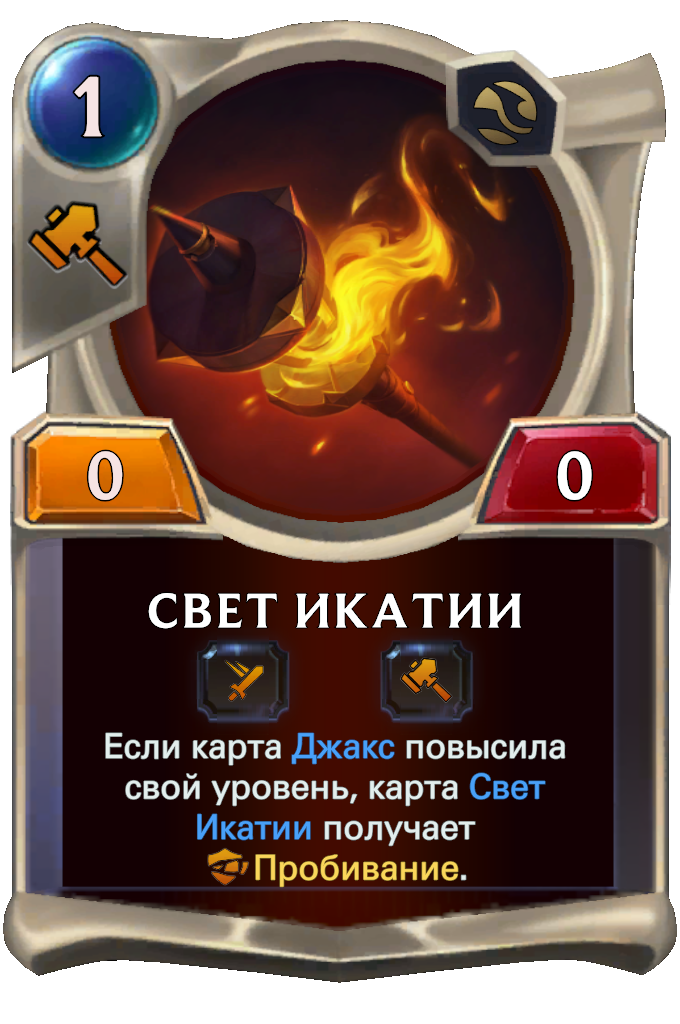 1
0
0
СВЕТ ИКАТИИ
Если карта Джакс повысила
свой уровень, карта Свет
Икатии получает
Пробивание.